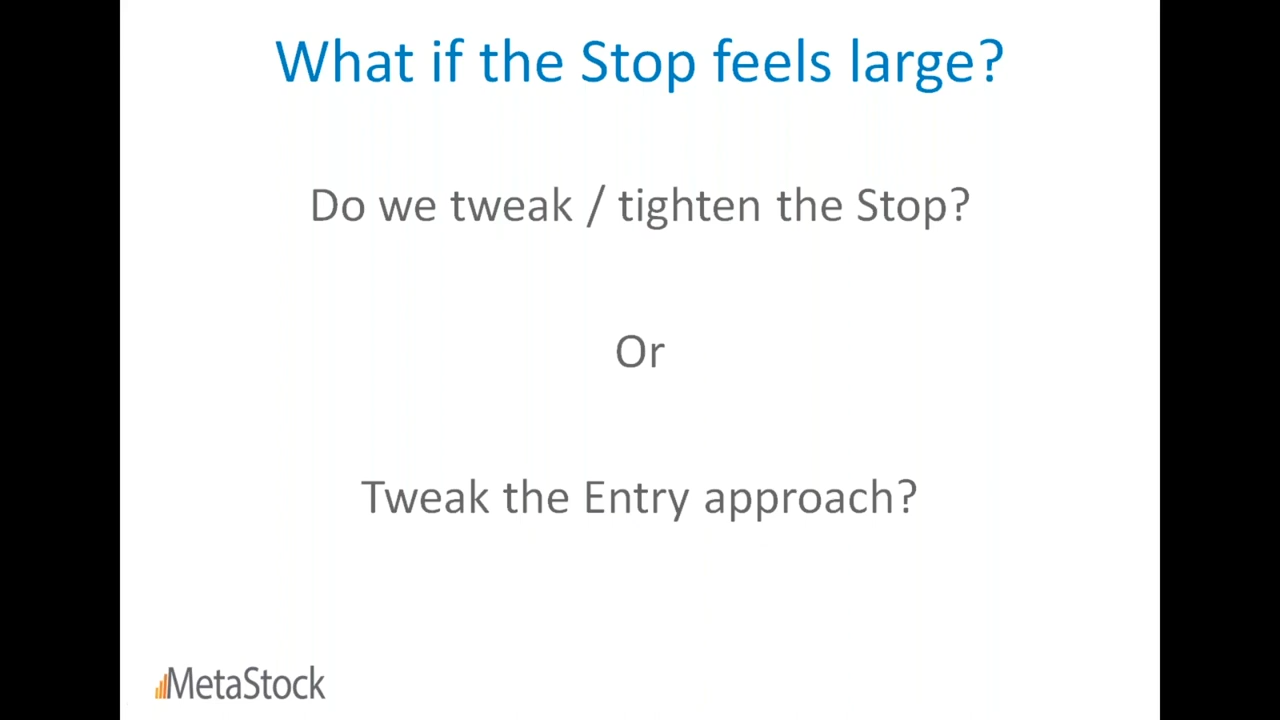 What if the Stop feels large?
Do we tweak / tighten the Stop?
Or
Tweak the Entry approach?
MetaStock